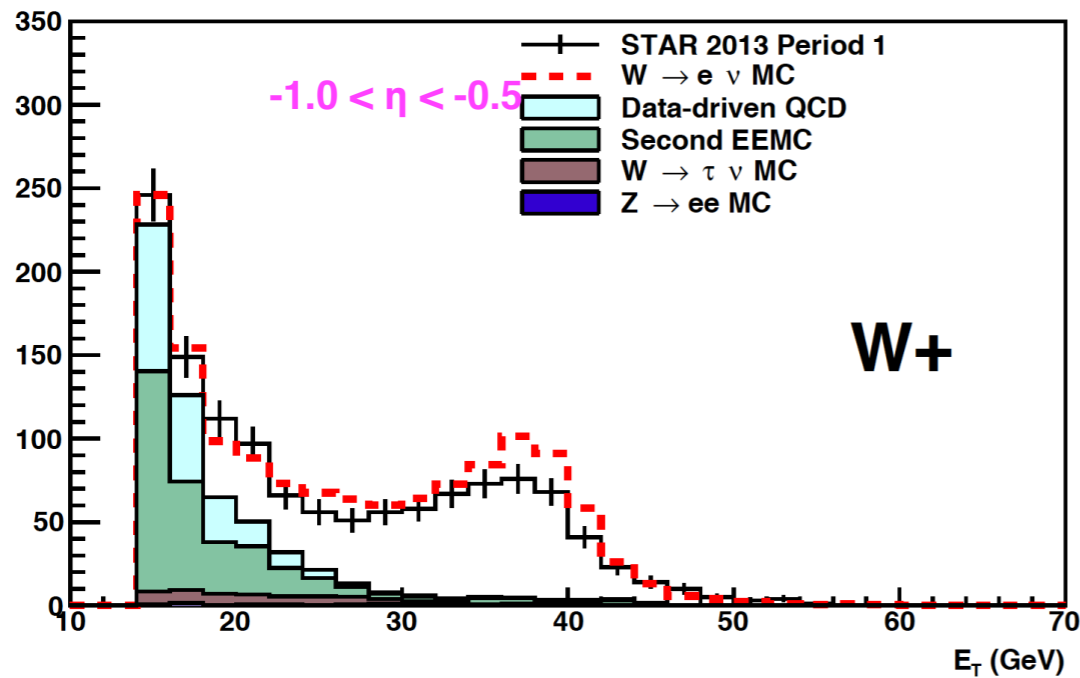 350
300
250
200
150
100
50
0
-1.0 < η < -0.5
STAR 2013 Period 1
W → e ν MC
Data-driven QCD
Second EEMC
W → τ ν MC
Z → ee MC
W+
10 20 30 40 50 60 70
E_T (GeV)